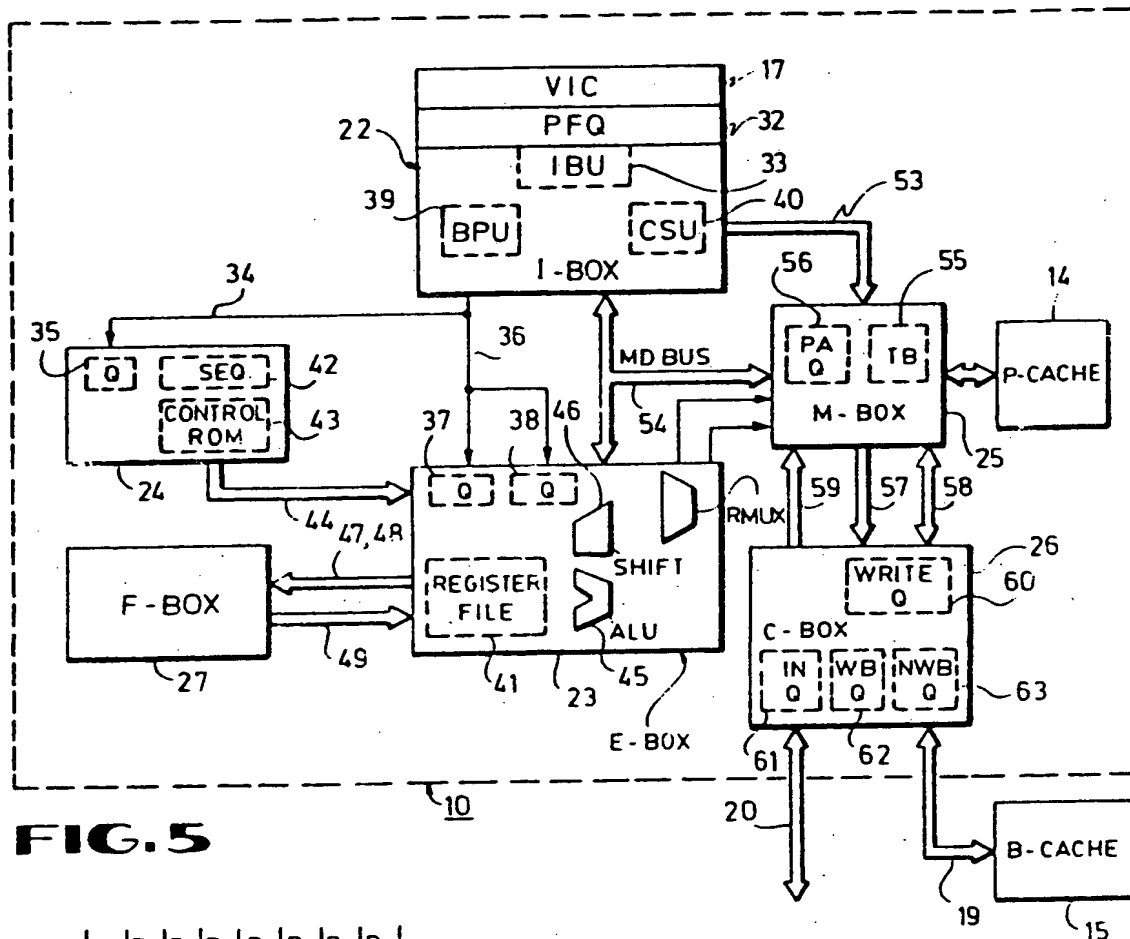 VIC
17
PFQ
32
22
IBU
33
53
39
BPU
40
CSU
I-BOX
56
55
14
34
35
36
MD BUS
PA
Q
TB
P-CACHE
Q
SEQ
42
CONTROL
ROM
43
M-BOX
54
25
37
38
46
24
Q
Q
59
57
58
44
RMUX
47,48
SHIFT
26
WRITE
Q
60
F-BOX
REGISTER
FILE
C-BOX
49
ALU
IN
Q
WB
Q
NWB
Q
63
27
41
23
45
E-BOX
61
62
10
20
FIG.5
B-CACHE
19
15